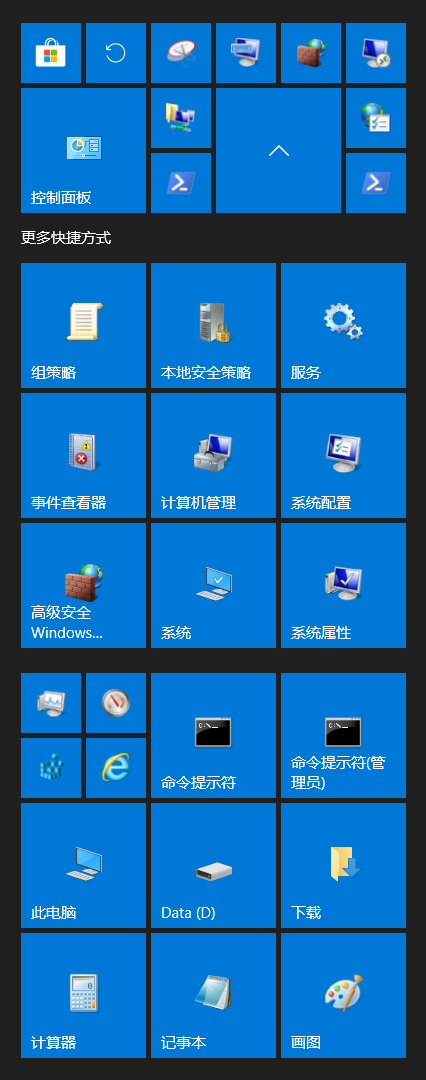 控制面板
更多快捷方式
组策略
本地安全策略
服务
事件查看器
计算机管理
系统配置
高级安全
Windows...
系统
系统属性
命令提示符
命令提示符(管
理员)
此电脑
Data (D)
下载
计算器
记事本
画图